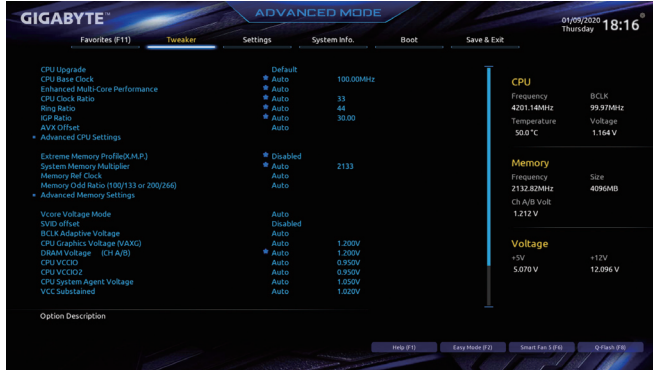 GIGABYTE™
ADVANCED MODE
01/09/2020 Thursday 18:16
Favorites (F11) Tweaker Settings System Info. Boot Save & Exit
CPU Upgrade Default
CPU Base Clock Auto 100.00MHz
Enhanced Multi-Core Performance Auto
CPU Clock Ratio Auto 33
Ring Ratio Auto 44
IGP Ratio Auto 30.00
AVX Offset Auto
Advanced CPU Settings
Extreme Memory Profile(X.M.P.) Disabled
System Memory Multiplier Auto 2133
Memory Ref Clock Auto
Memory Odd Ratio (100/133 or 200/266) Auto
Advanced Memory Settings
Vcore Voltage Mode Auto
SVID offset Disabled
BCLK Adaptive Voltage Auto
CPU Graphics Voltage (VAXG) Auto 1.200V
DRAM Voltage (CH A/B) Auto 1.200V
CPU VCCIO Auto 0.950V
CPU VCCIO2 Auto 0.950V
CPU System Agent Voltage Auto 1.050V
VCC Substained Auto 1.020V
CPU
Frequency BCLK
4201.14MHz 99.97MHz
Temperature Voltage
50.0 °C 1.164 V
Memory
Frequency Size
2132.82MHz 4096MB
Ch A/B Volt
1.212 V
Voltage
+5V +12V
5.070 V 12.096 V
Option Description
Help (F1) Easy Mode (F2) Smart Fan 5 (F6) Q-Flash (F8)